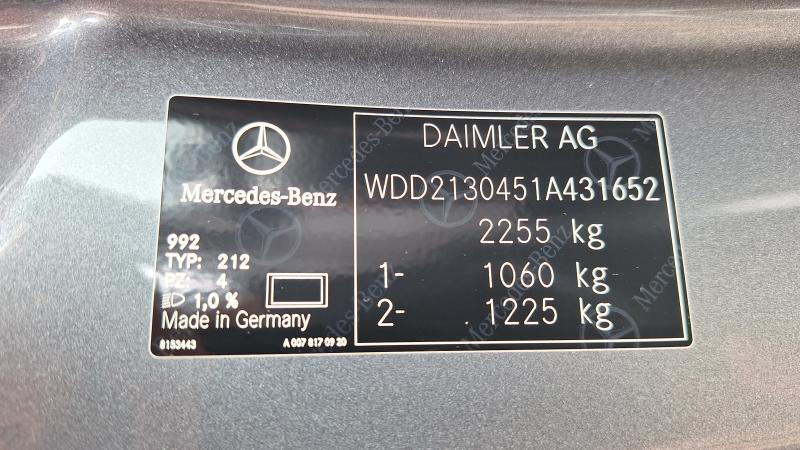 Mercedes-Benz
992
TYP: 212
PZ: 4
1,0 %
Made in Germany
8153443
A 007 817 09 20
DAIMLER AG
WDD2130451A431652
2255 kg
1- 1060 kg
2- 1225 kg